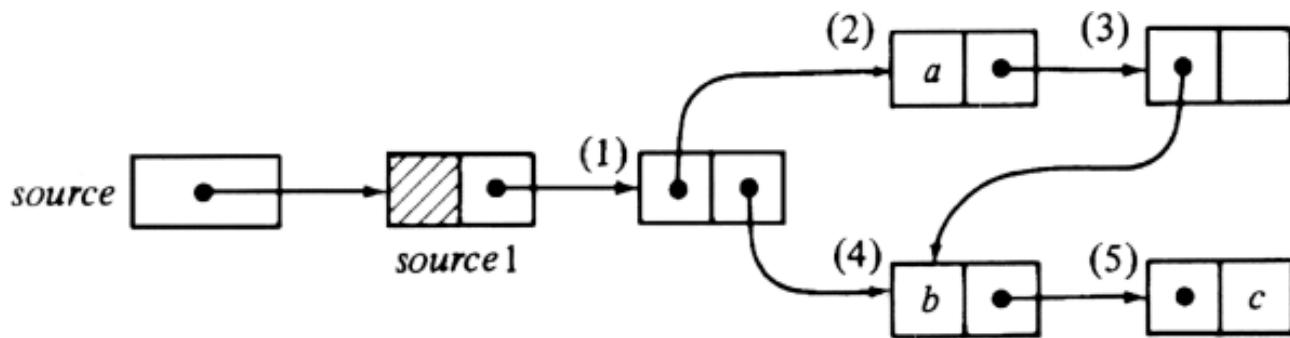 (2) a (3)
(1)
source
source1
(4) b (5) c